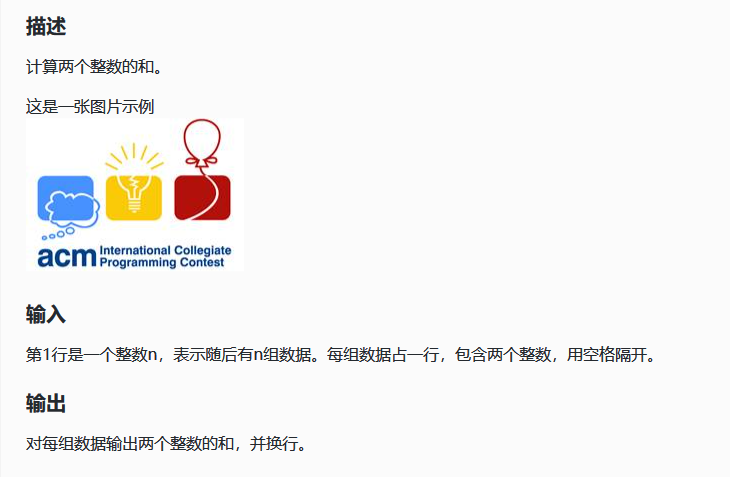 描述
计算两个整数的和。
这是一张图片示例
acm International Collegiate
Programming Contest
输入
第1行是一个整数n，表示随后有n组数据。每组数据占一行，包含两个整数，用空格隔开。
输出
对每组数据输出两个整数的和，并换行。